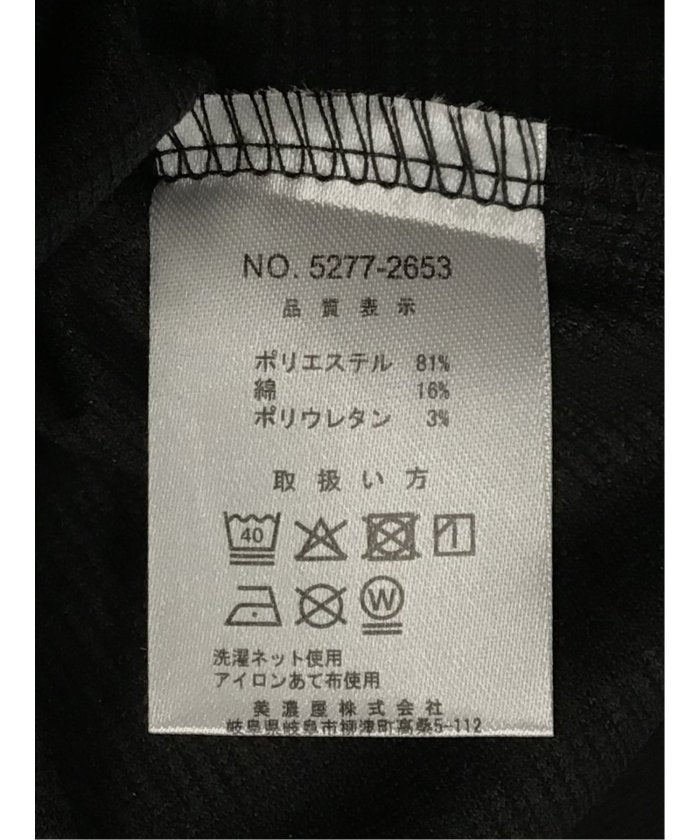 NO. 5277-2653
品質表示
ポリエステル 81%
綿 16%
ポリウレタン 3%
取扱い方
40
W
洗濯ネット使用
アイロンあて布使用
美濃屋株式会社
岐阜県岐阜市柳津町高桑5-112